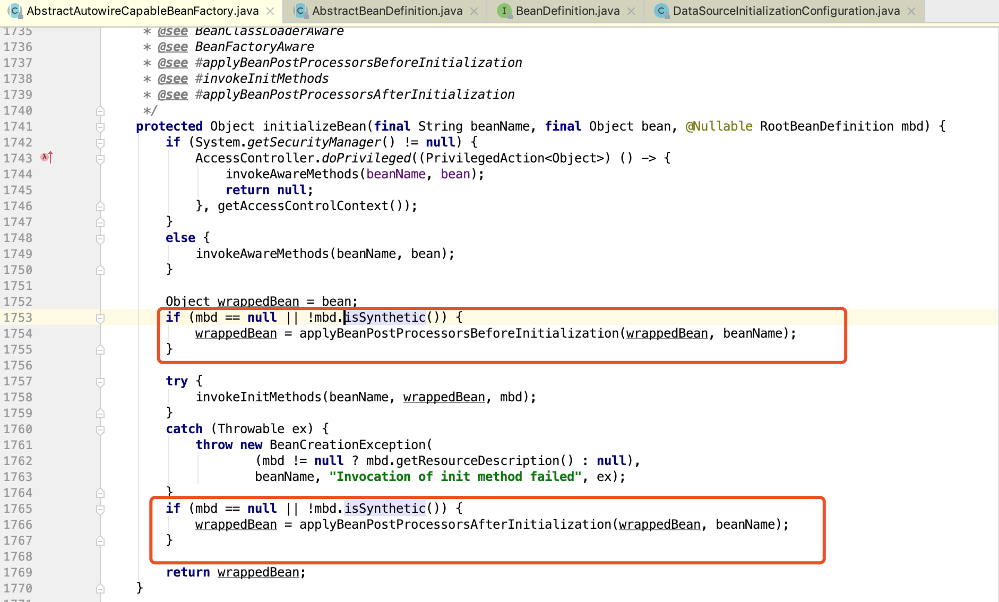 AbstractAutowireCapableBeanFactory.java AbstractBeanDefinition.java BeanDefinition.java DataSourceInitializationConfiguration.java
1735 * @see BeanClassLoaderAware
1736 * @see BeanFactoryAware
1737 * @see #applyBeanPostProcessorsBeforeInitialization
1738 * @see #invokeInitMethods
1739 * @see #applyBeanPostProcessorsAfterInitialization
1740 */
1741 protected Object initializeBean(final String beanName, final Object bean, @Nullable RootBeanDefinition mbd) {
1742 if (System.getSecurityManager() != null) {
1743 AccessController.doPrivileged((PrivilegedAction<Object>) () -> {
1744 invokeAwareMethods(beanName, bean);
1745 return null;
1746 }, getAccessControlContext());
1747 }
1748 else {
1749 invokeAwareMethods(beanName, bean);
1750 }
1751
1752 Object wrappedBean = bean;
1753 if (mbd == null || !mbd.isSynthetic()) {
1754 wrappedBean = applyBeanPostProcessorsBeforeInitialization(wrappedBean, beanName);
1755 }
1756
1757 try {
1758 invokeInitMethods(beanName, wrappedBean, mbd);
1759 }
1760 catch (Throwable ex) {
1761 throw new BeanCreationException(
1762 (mbd != null ? mbd.getResourceDescription() : null),
1763 beanName, "Invocation of init method failed", ex);
1764 }
1765 if (mbd == null || !mbd.isSynthetic()) {
1766 wrappedBean = applyBeanPostProcessorsAfterInitialization(wrappedBean, beanName);
1767 }
1768
1769 return wrappedBean;
1770 }
1771